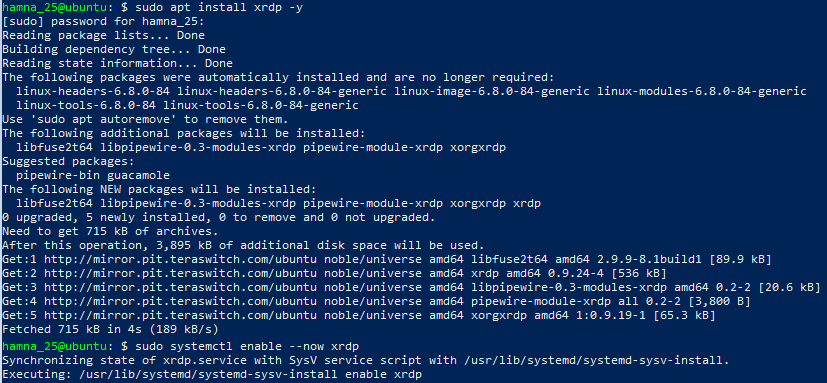 hamna_25@ubuntu: $ sudo apt install xrdp -y
[sudo] password for hamna_25:
Reading package lists... Done
Building dependency tree... Done
Reading state information... Done
The following packages were automatically installed and are no longer required:
  linux-headers-6.8.0-84 linux-headers-6.8.0-84-generic linux-image-6.8.0-84-generic linux-modules-6.8.0-84-generic
  linux-tools-6.8.0-84 linux-tools-6.8.0-84-generic
Use 'sudo apt autoremove' to remove them.
The following additional packages will be installed:
  libfuse2t64 libpipewire-0.3-modules-xrdp pipewire-module-xrdp xorgxrdp
Suggested packages:
  pipewire-bin guacamole
The following NEW packages will be installed:
  libfuse2t64 libpipewire-0.3-modules-xrdp pipewire-module-xrdp xorgxrdp xrdp
0 upgraded, 5 newly installed, 0 to remove and 0 not upgraded.
Need to get 715 kB of archives.
After this operation, 3,895 kB of additional disk space will be used.
Get:1 http://mirror.pit.teraswitch.com/ubuntu noble/universe amd64 libfuse2t64 amd64 2.9.9-8.1build1 [89.9 kB]
Get:2 http://mirror.pit.teraswitch.com/ubuntu noble/universe amd64 xrdp amd64 0.9.24-4 [536 kB]
Get:3 http://mirror.pit.teraswitch.com/ubuntu noble/universe amd64 libpipewire-0.3-modules-xrdp amd64 0.2-2 [20.6 kB]
Get:4 http://mirror.pit.teraswitch.com/ubuntu noble/universe amd64 pipewire-module-xrdp all 0.2-2 [3,800 B]
Get:5 http://mirror.pit.teraswitch.com/ubuntu noble/universe amd64 xorgxrdp amd64 1:0.9.19-1 [65.3 kB]
Fetched 715 kB in 4s (189 kB/s)
hamna_25@ubuntu: $ sudo systemctl enable --now xrdp
Synchronizing state of xrdp.service with SysV service script with /usr/lib/systemd/systemd-sysv-install.
Executing: /usr/lib/systemd/systemd-sysv-install enable xrdp